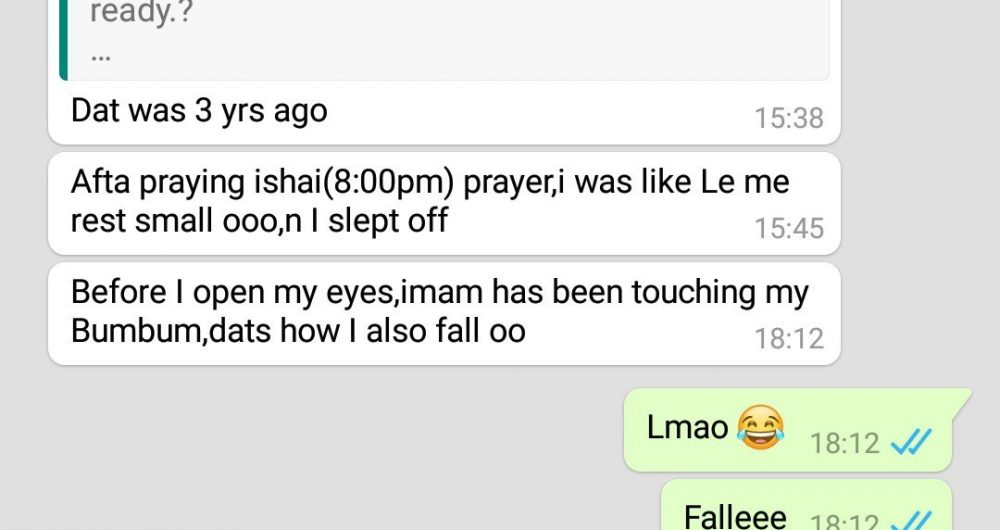 ready.?
...
Dat was 3 yrs ago
15:38
Afta praying ishai(8:00pm) prayer,i was like Le me
rest small ooo,n I slept off
15:45
Before I open my eyes,imam has been touching my
Bumbum,dats how I also fall oo
18:12
Lmao 😂
18:12
Falleee
18:12